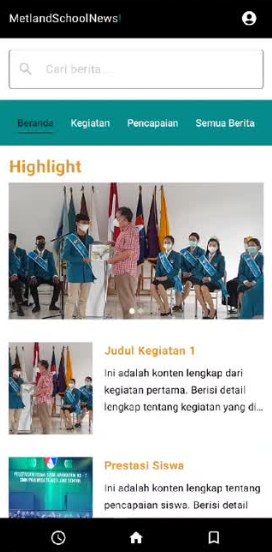 MetlandSchoolNews!
Cari berita...
Beranda Kegiatan Pencapaian Semua Berita
Highlight
Judul Kegiatan 1
Ini adalah konten lengkap dari
kegiatan pertama. Berisi detail
lengkap tentang kegiatan yang di...
Prestasi Siswa
Ini adalah konten lengkap tentang
pencapaian siswa. Berisi detail